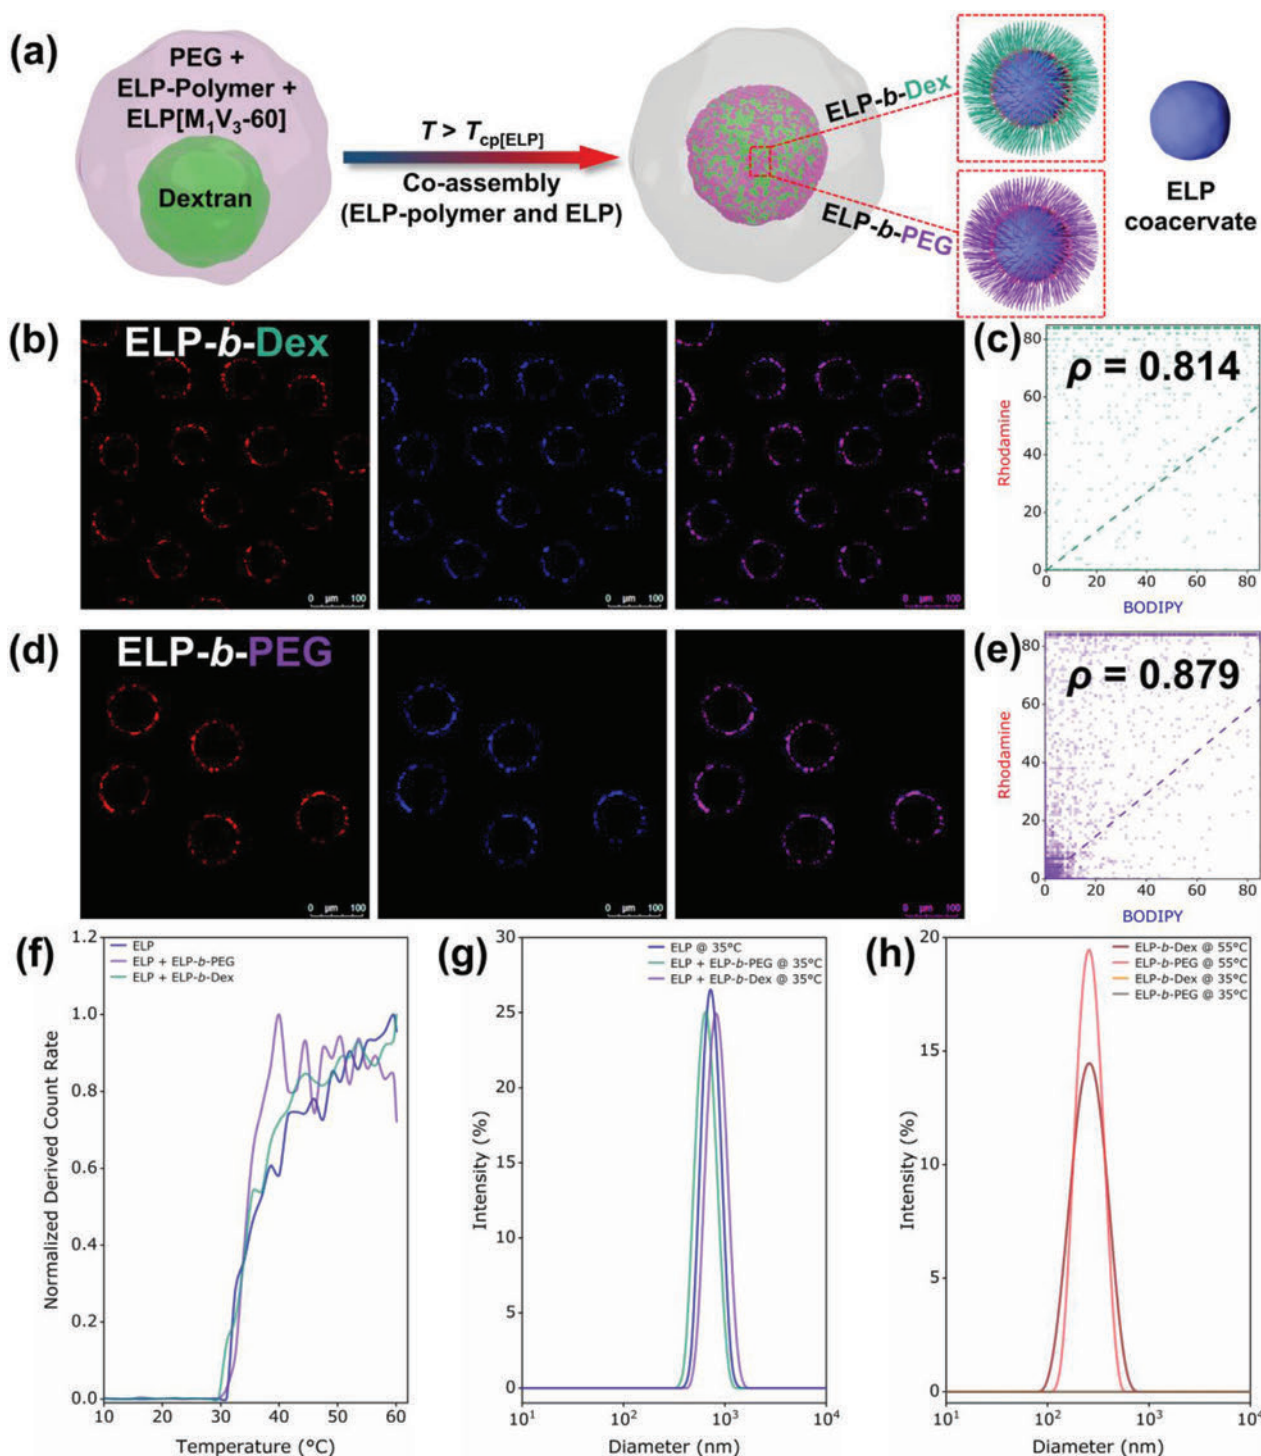 (a)
PEG +
ELP-Polymer +
ELP[M₁V₃-60]
Dextran
T > Tcp[ELP]
Co-assembly
(ELP-polymer and ELP)
ELP-b-Dex
ELP-b-PEG
ELP
coacervate
(b)
ELP-b-Dex
0 µm 100
0 µm 100
0 µm 100
(c)
ρ = 0.814
Rhodamine
80
60
40
20
0
0 20 40 60 80
BODIPY
(d)
ELP-b-PEG
0 µm 100
0 µm 100
0 µm 100
(e)
ρ = 0.879
Rhodamine
80
60
40
20
0
0 20 40 60 80
BODIPY
(f)
ELP
ELP + ELP-b-PEG
ELP + ELP-b-Dex
Normalized Derived Count Rate
1.2
1.0
0.8
0.6
0.4
0.2
0.0
10 20 30 40 50 60
Temperature (°C)
(g)
ELP @ 35°C
ELP + ELP-b-PEG @ 35°C
ELP + ELP-b-Dex @ 35°C
Intensity (%)
30
25
20
15
10
5
0
10¹ 10² 10³ 10⁴
Diameter (nm)
(h)
ELP-b-Dex @ 55°C
ELP-b-PEG @ 55°C
ELP-b-Dex @ 35°C
ELP-b-PEG @ 35°C
Intensity (%)
20
15
10
5
0
10¹ 10² 10³ 10⁴
Diameter (nm)